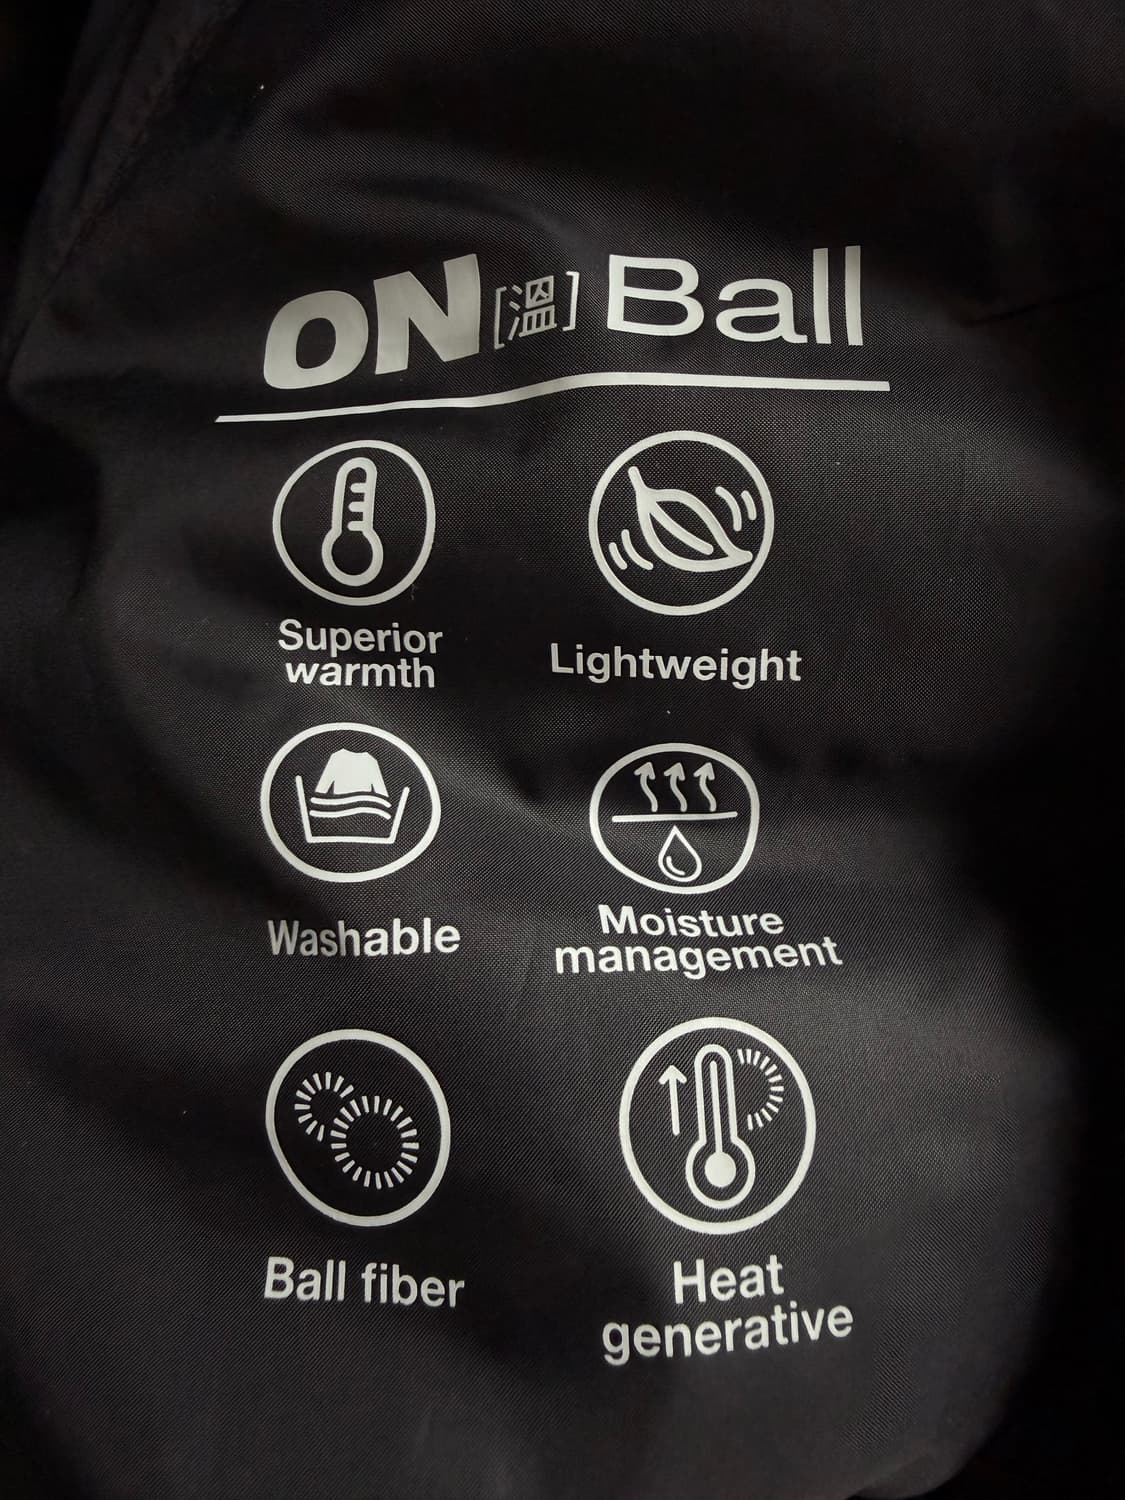 ON[溫]Ball
Superior
warmth
Lightweight
Washable
Moisture
management
Ball fiber
Heat
generative